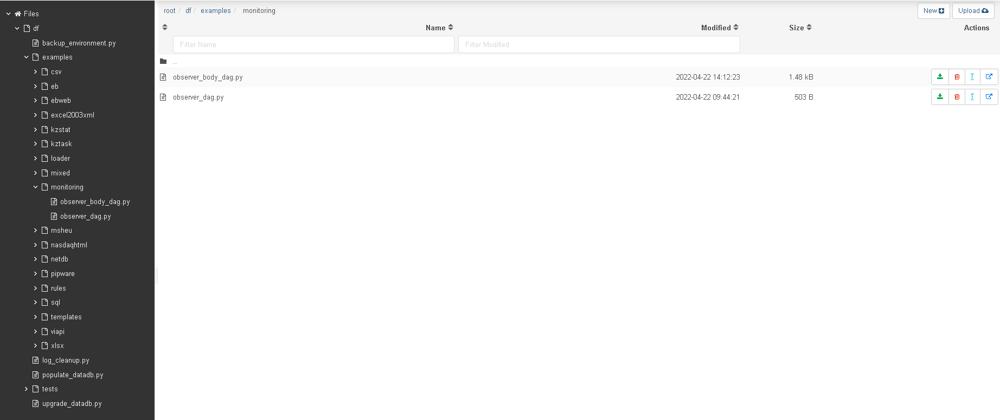 Files
df
backup_environment.py
examples
csv
eb
ebweb
excel2003xml
kzstat
kztask
loader
mixed
monitoring
observer_body_dag.py
observer_dag.py
msheu
nasdaqhtml
netdb
pipware
rules
sql
templates
viapi
xlsx
log_cleanup.py
populate_datadb.py
tests
upgrade_datadb.py
root / df / examples / monitoring
New Upload
Name Modified Size Actions
Filter Name Filter Modified
..
observer_body_dag.py 2022-04-22 14:12:23 1.48 kB
observer_dag.py 2022-04-22 09:44:21 503 B